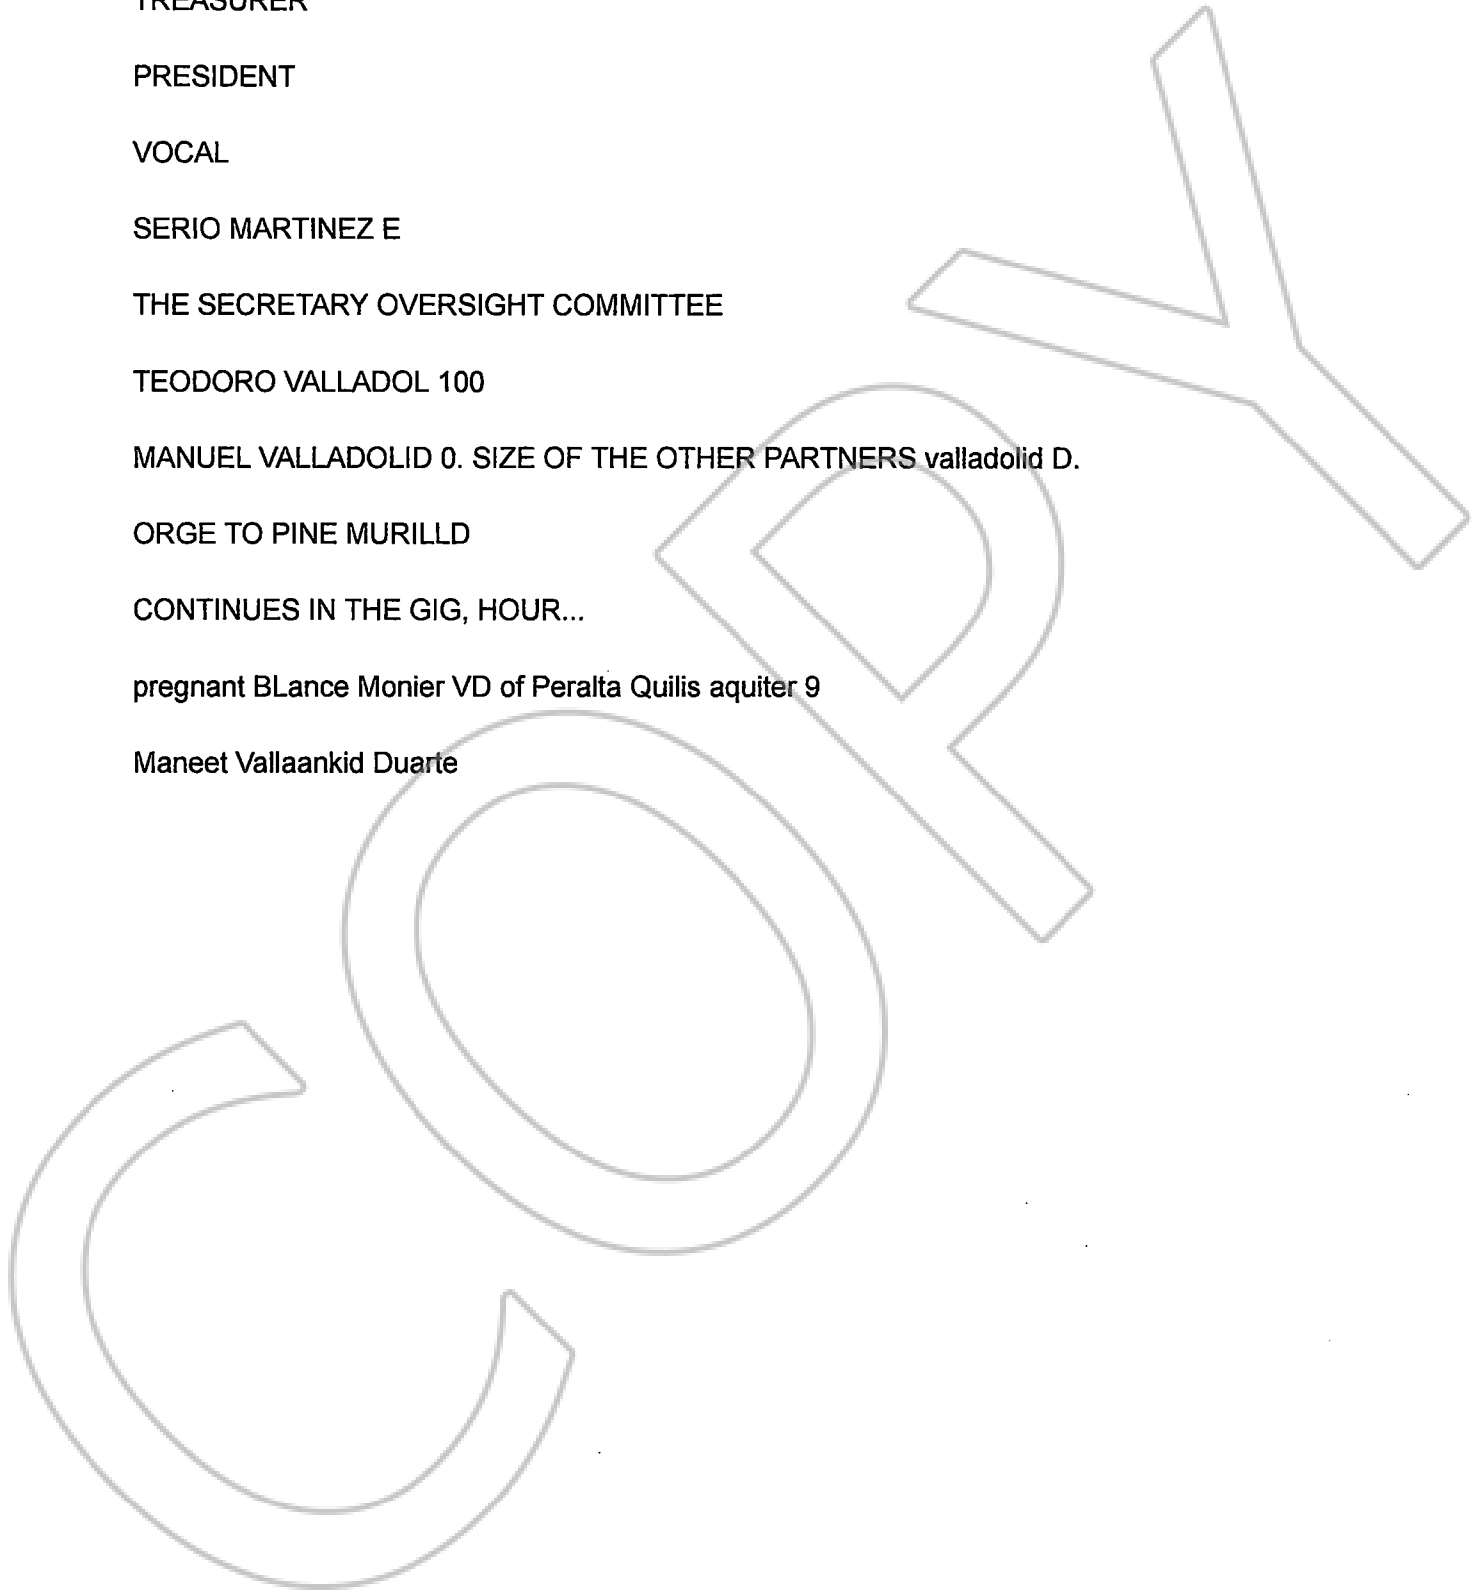 TREASURER
PRESIDENT
VOCAL
SERIO MARTINEZ E
THE SECRETARY OVERSIGHT COMMITTEE
TEODORO VALLADOL 100
MANUEL VALLADOLID 0. SIZE OF THE OTHER PARTNERS valladolid D.
ORGE TO PINE MURILLD
CONTINUES IN THE GIG, HOUR...
pregnant BLance Monier VD of Peralta Quilis aquiter 9
Maneet Vallaankid Duarte
COPY